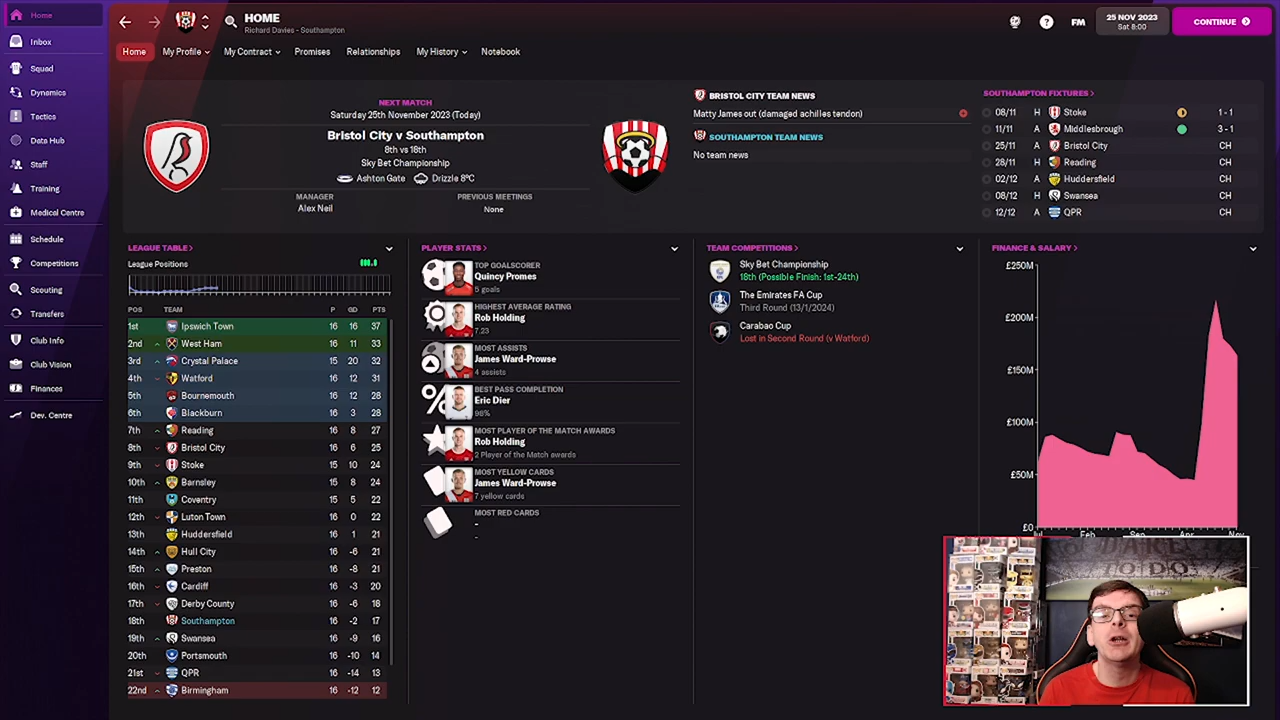 Home
HOME
Richard Davies - Southampton
FM
25 NOV 2023
Sat 8:00
CONTINUE
Inbox
Squad
Dynamics
Tactics
Data Hub
Staff
Training
Medical Centre
Schedule
Competitions
Scouting
Transfers
Club Info
Club Vision
Finances
Dev. Centre
Home My Profile My Contract Promises Relationships My History Notebook
NEXT MATCH
Saturday 25th November 2023 (Today)
Bristol City v Southampton
8th vs 18th
Sky Bet Championship
Ashton Gate Drizzle 8°C
MANAGER
Alex Neil
PREVIOUS MEETINGS
None
BRISTOL CITY TEAM NEWS
Matty James out (damaged achilles tendon)
SOUTHAMPTON TEAM NEWS
No team news
SOUTHAMPTON FIXTURES >
08/11 H Stoke 1 - 1
11/11 A Middlesbrough 3 - 1
25/11 A Bristol City CH
28/11 H Reading CH
02/12 A Huddersfield CH
08/12 H Swansea CH
12/12 A QPR CH
LEAGUE TABLE >
League Positions
POS TEAM P GD PTS
1st Ipswich Town 16 16 37
2nd West Ham 16 11 33
3rd Crystal Palace 15 20 32
4th Watford 16 12 31
5th Bournemouth 16 12 28
6th Blackburn 16 3 28
7th Reading 16 8 27
8th Bristol City 16 6 25
9th Stoke 15 10 24
10th Barnsley 15 8 24
11th Coventry 15 5 22
12th Luton Town 16 0 22
13th Huddersfield 16 1 21
14th Hull City 16 -6 21
15th Preston 16 -8 21
16th Cardiff 16 -3 20
17th Derby County 16 -6 18
18th Southampton 16 -2 17
19th Swansea 16 -9 16
20th Portsmouth 16 -10 14
21st QPR 16 -14 13
22nd Birmingham 16 -12 12
PLAYER STATS >
TOP GOALSCORER
Quincy Promes
5 goals
HIGHEST AVERAGE RATING
Rob Holding
7.23
MOST ASSISTS
James Ward-Prowse
4 assists
BEST PASS COMPLETION
Eric Dier
96%
MOST PLAYER OF THE MATCH AWARDS
Rob Holding
2 Player of the Match awards
MOST YELLOW CARDS
James Ward-Prowse
7 yellow cards
MOST RED CARDS
-
-
TEAM COMPETITIONS >
Sky Bet Championship
18th (Possible Finish: 1st-24th)
The Emirates FA Cup
Third Round (13/1/2024)
Carabao Cup
Lost in Second Round (v Watford)
FINANCE & SALARY >
£250M
£200M
£150M
£100M
£50M
£0
Jul Feb Sep Apr Nov
TO DO